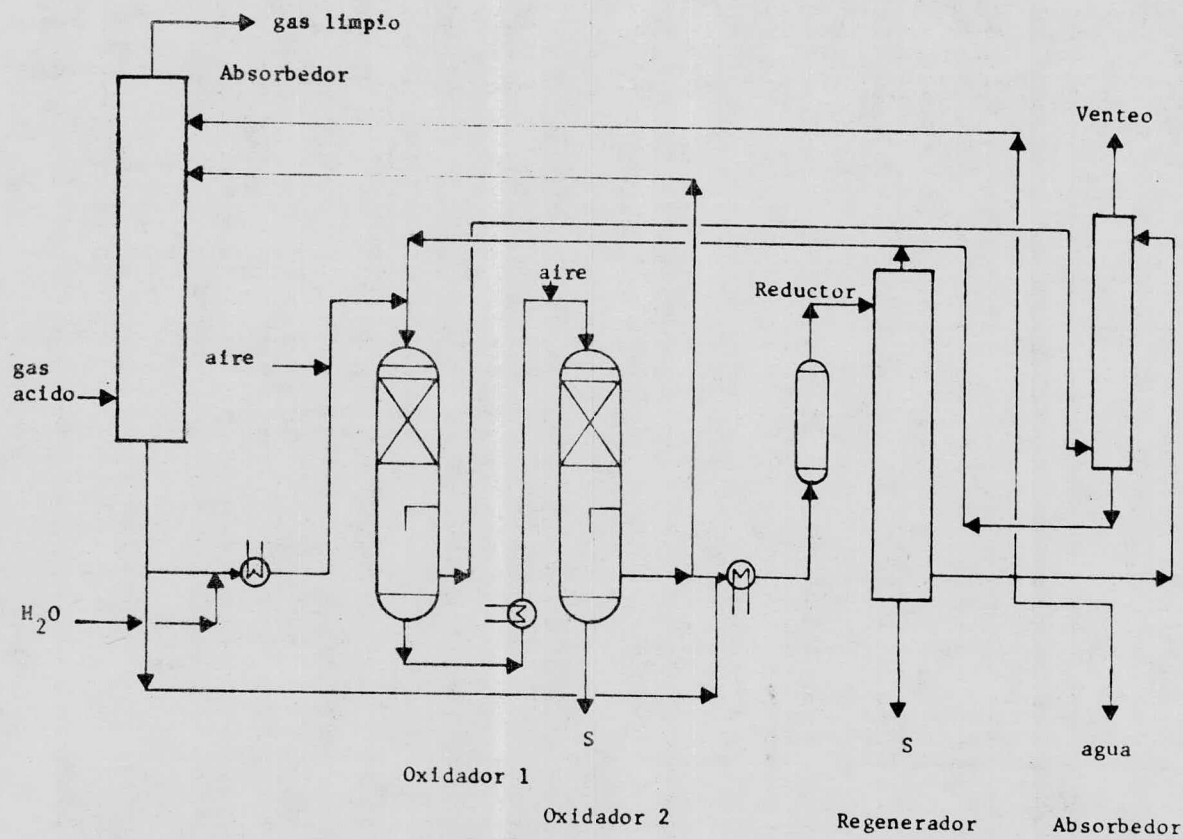 gas limpio
Absorbedor
Venteo
aire
Reductor
aire
gas
acido
H₂O
S
S
agua
Oxidador 1
Oxidador 2
Regenerador
Absorbedor